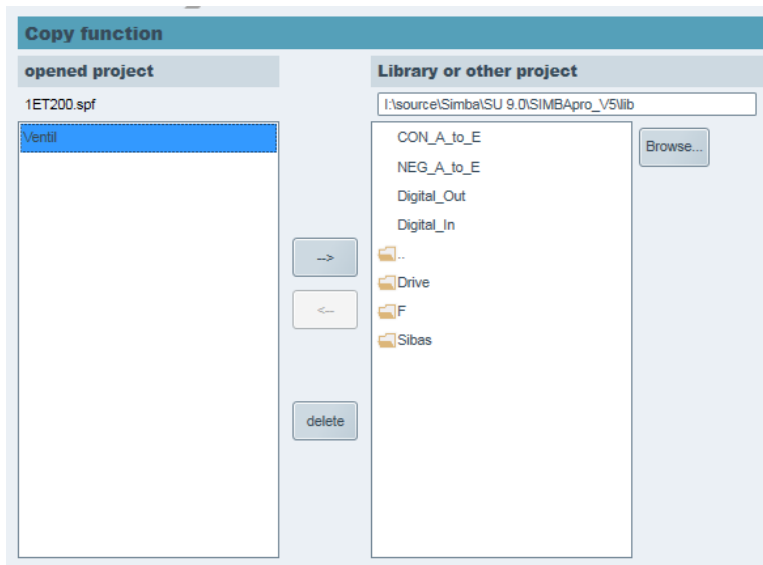 Copy function
opened project
Library or other project
1ET200.spf
I:\source\Simba\SU 9.0\SIMBApro_V5\lib
Browse...
Ventil
CON_A_to_E
NEG_A_to_E
Digital_Out
Digital_In
-->
..
Drive
<--
F
Sibas
delete